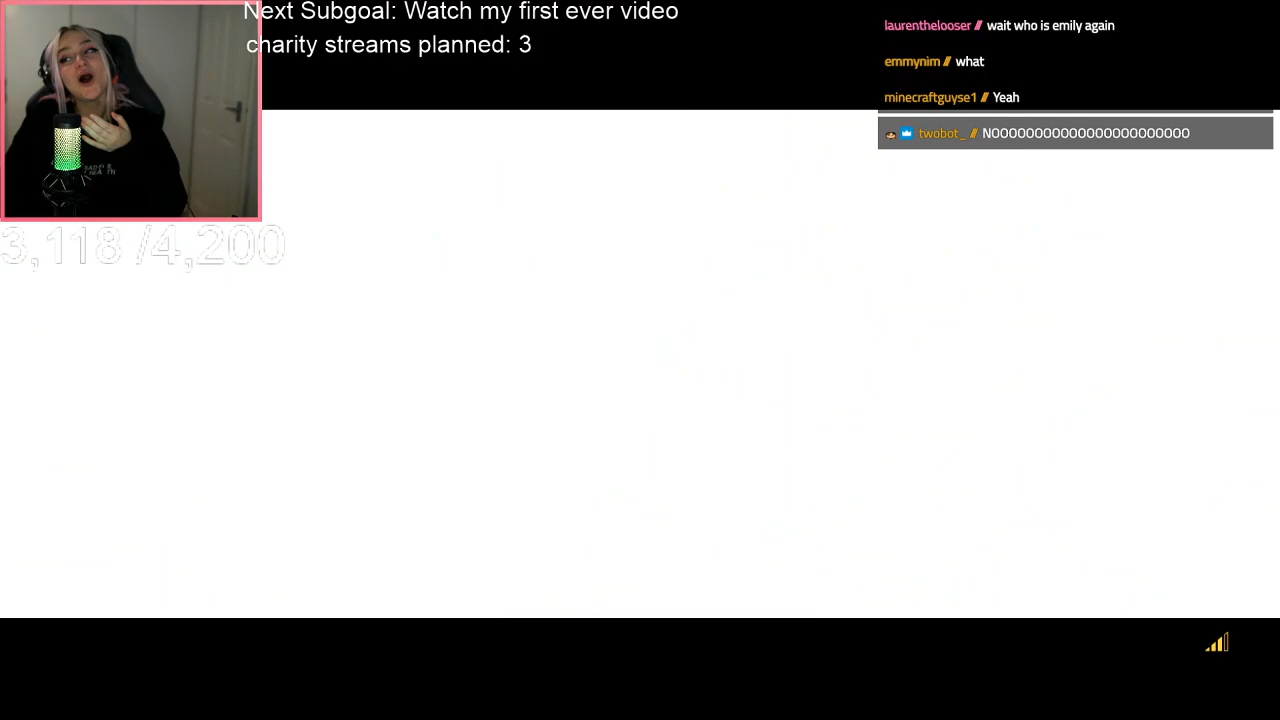 Next Subgoal: Watch my first ever video
charity streams planned: 3
laurenthelooser // wait who is emily again
emmynim // what
minecraftguyse1 // Yeah
twobot_ // NOOOOOOOOOOOOOOOOOOOOOOOO
3,118 /4,200